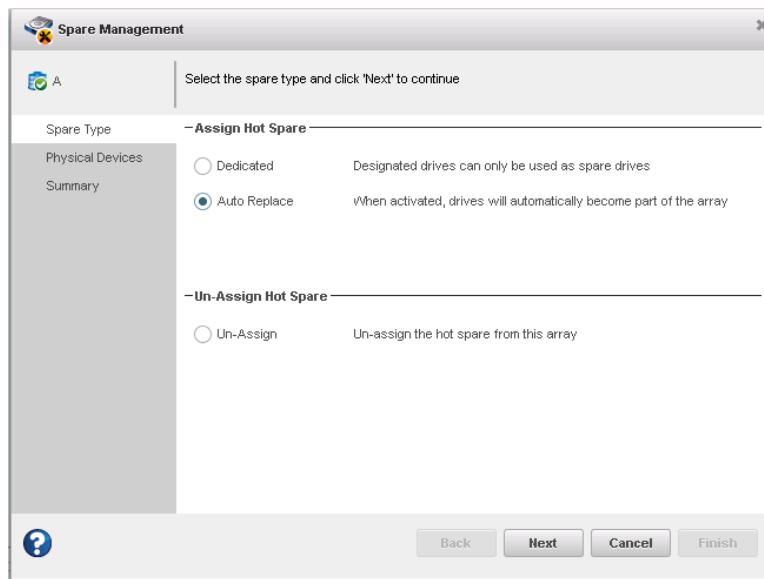 Spare Management
A
Select the spare type and click 'Next' to continue
Spare Type
Physical Devices
Summary
Assign Hot Spare
Dedicated Designated drives can only be used as spare drives
Auto Replace When activated, drives will automatically become part of the array
Un-Assign Hot Spare
Un-Assign Un-assign the hot spare from this array
? Back Next Cancel Finish